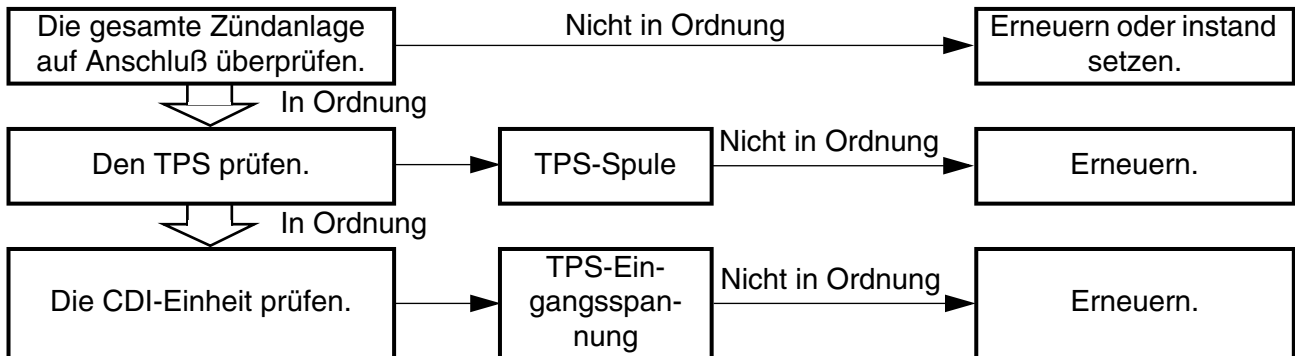 Die gesamte Zündanlage
auf Anschluß überprüfen.
Nicht in Ordnung
Erneuern oder instand
setzen.
In Ordnung
Den TPS prüfen.
TPS-Spule
Nicht in Ordnung
Erneuern.
In Ordnung
Die CDI-Einheit prüfen.
TPS-Ein-
gangsspan-
nung
Nicht in Ordnung
Erneuern.